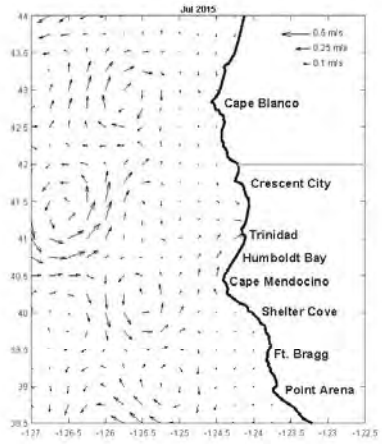 Jul 2015
44
0.5 m/s
0.25 m/s
43.5
0.1 m/s
43
Cape Blanco
42.5
42
Crescent City
41.5
Trinidad
41
Humboldt Bay
40.5
Cape Mendocino
Shelter Cove
40
39.5
Ft. Bragg
39
Point Arena
38.5
-127 -126.5 -126 -125.5 -125 -124.5 -124 -123.5 -123 -122.5